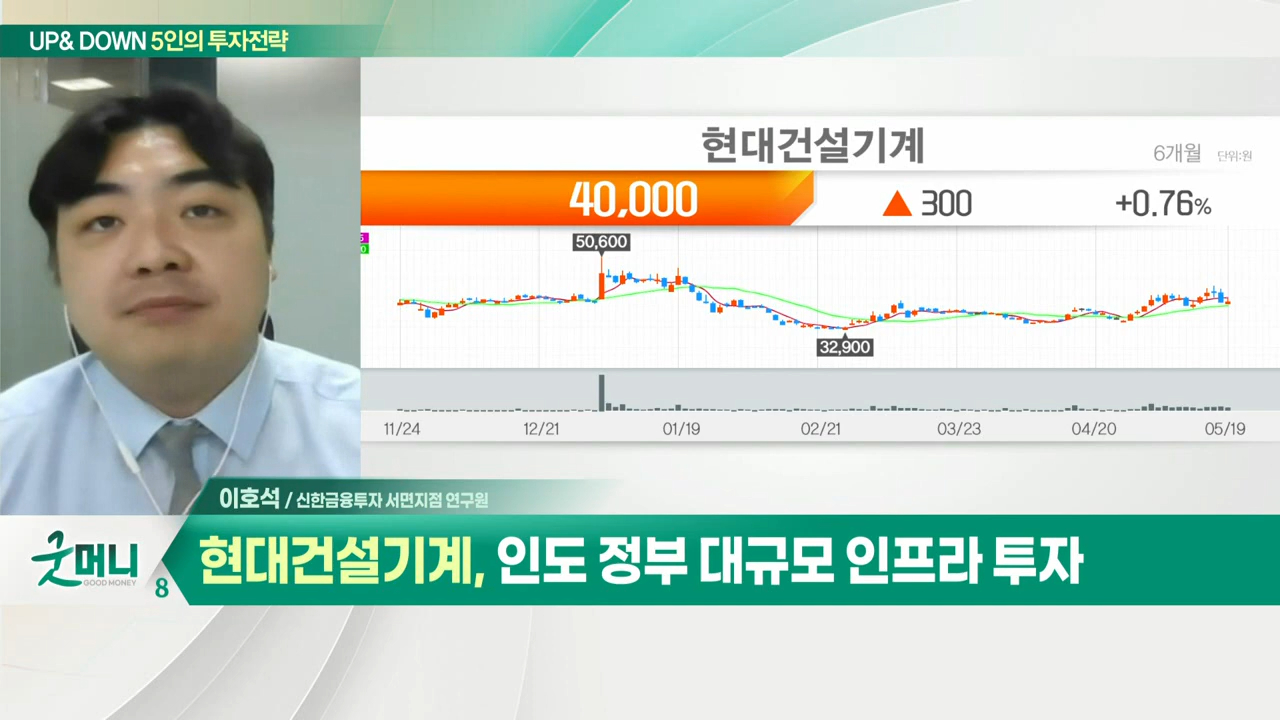 UP& DOWN 5인의 투자전략
현대건설기계
6개월 단위:원
40,000 ▲ 300 +0.76%
50,600
32,900
11/24 12/21 01/19 02/21 03/23 04/20 05/19
이호석 / 신한금융투자 서면지점 연구원
굿머니
GOOD MONEY
8
현대건설기계, 인도 정부 대규모 인프라 투자